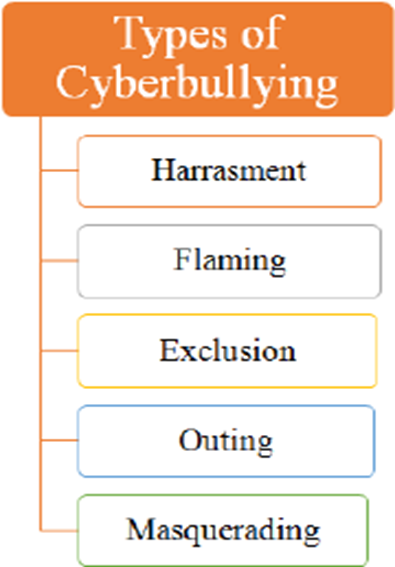 Types of
Cyberbullying
Harrasment
Flaming
Exclusion
Outing
Masquerading